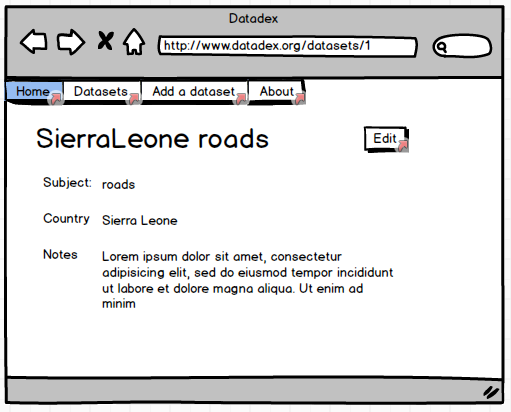 Datadex
http://www.datadex.org/datasets/1
Home Datasets Add a dataset About
SierraLeone roads
Edit
Subject: roads
Country Sierra Leone
Notes Lorem ipsum dolor sit amet, consectetur
adipisicing elit, sed do eiusmod tempor incididunt
ut labore et dolore magna aliqua. Ut enim ad
minim